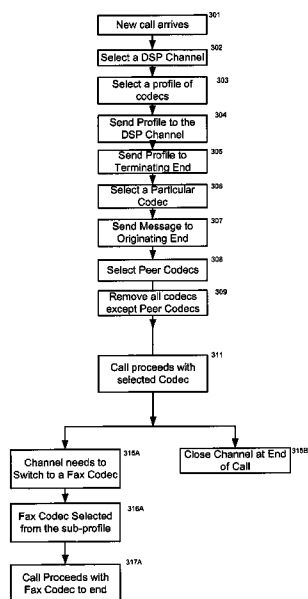 301
New call arrives
302
Select a DSP Channel
303
Select a profile of
codecs
304
Send Profile to the
DSP Channel
305
Send Profile to
Terminating End
306
Select a Particular
Codec
307
Send Message to
Originating End
308
Select Peer Codecs
309
Remove all codecs
except Peer Codecs
311
Call proceeds with
selected Codec
315A
Channel needs to
Switch to a Fax Codec
315B
Close Channel at End
of Call
316A
Fax Codec Selected
from the sub-profile
317A
Call Proceeds with
Fax Codec to end